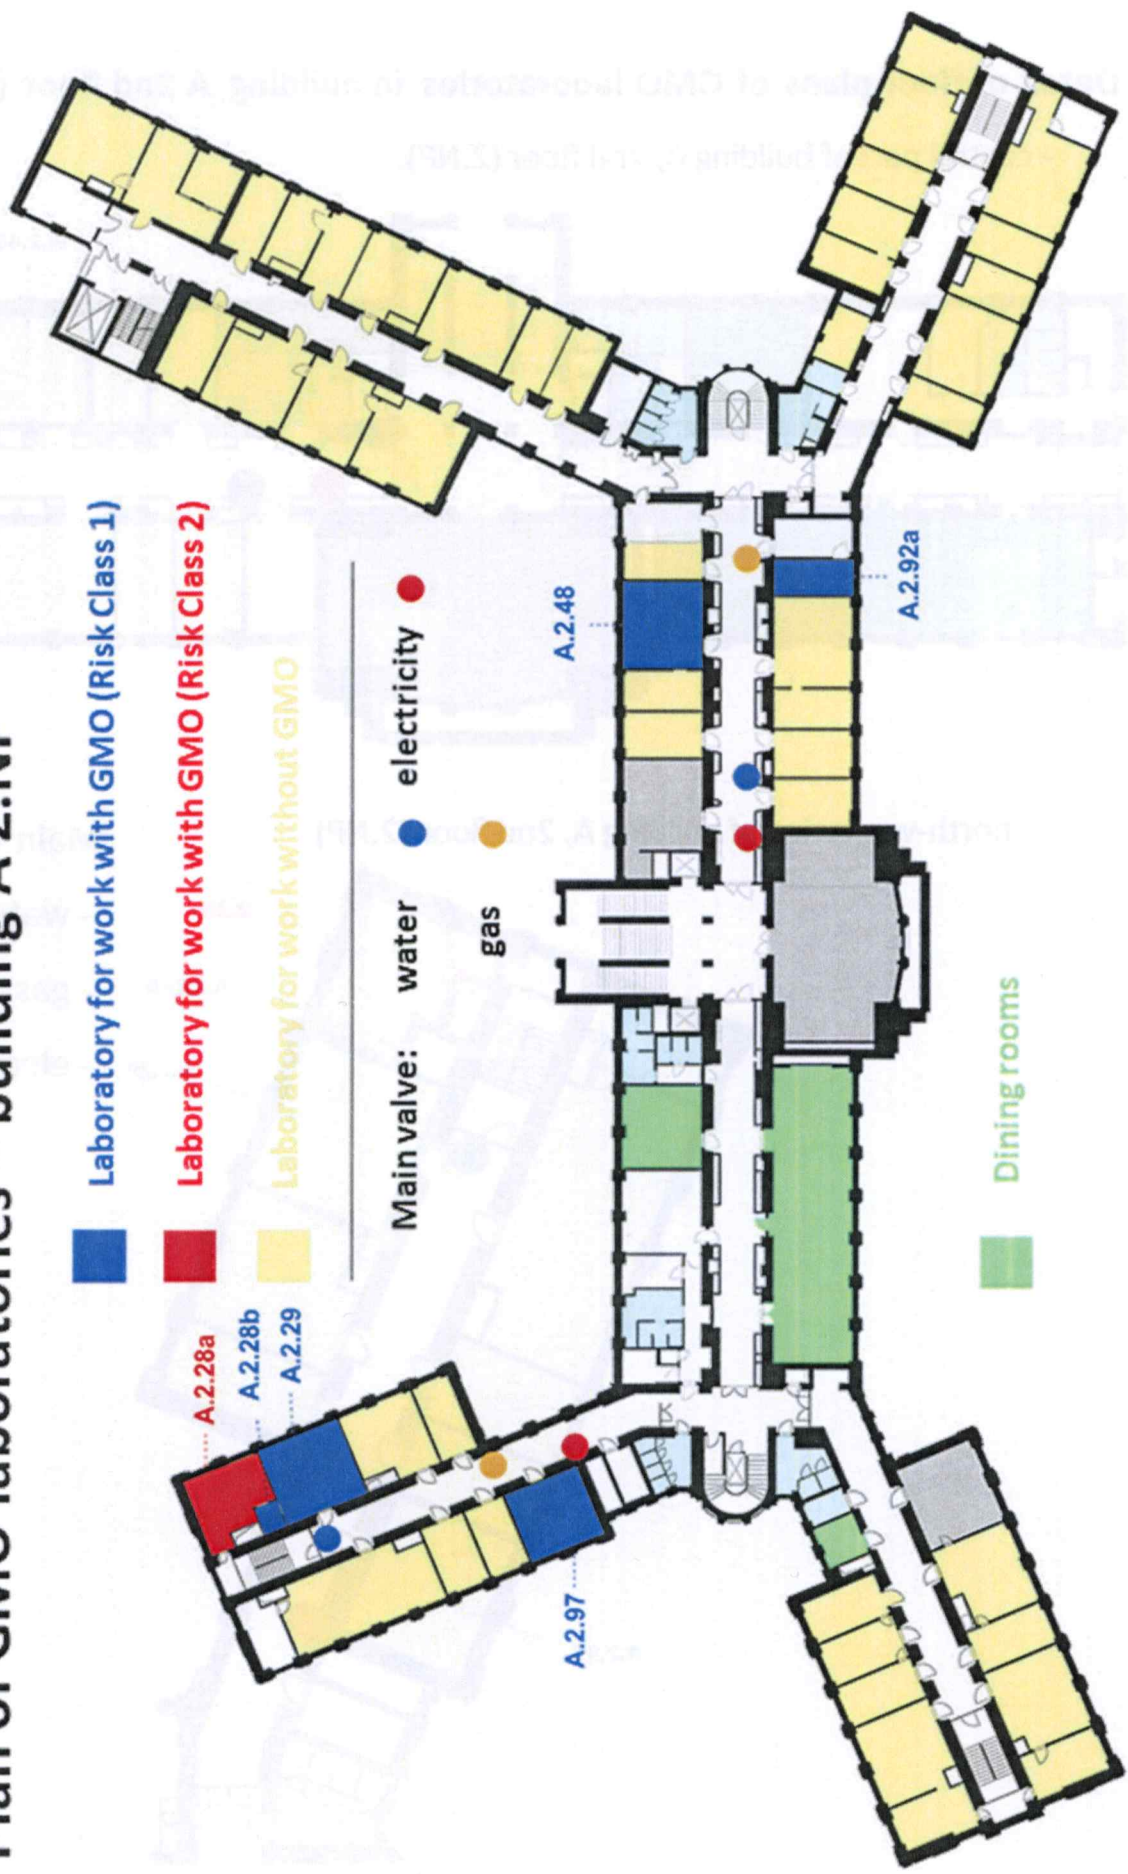 Plan of GMO laboratories – building A 2.NP
Laboratory for work with GMO (Risk Class 1)
Laboratory for work with GMO (Risk Class 2)
Laboratory for work without GMO
Main valve: water electricity
gas
A.2.28a
A.2.28b
A.2.29
A.2.48
A.2.97
A.2.92a
Dining rooms